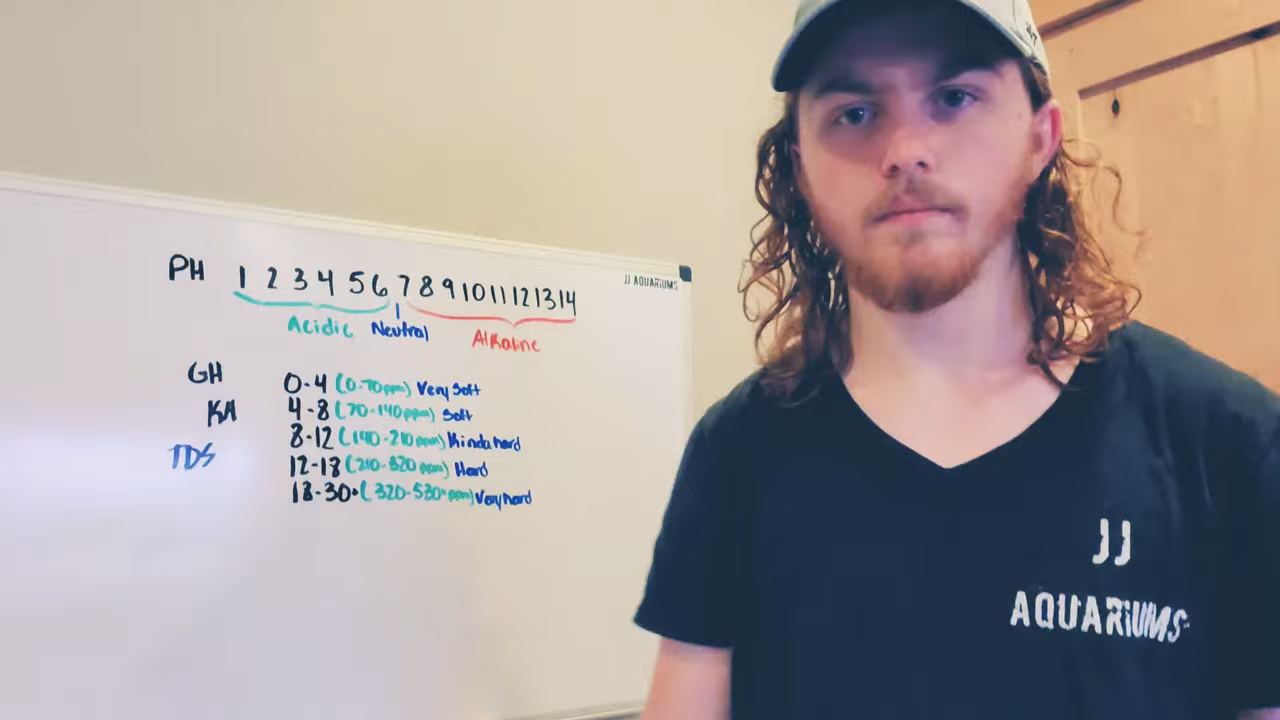 PH 1 2 3 4 5 6 7 8 9 10 11 12 13 14
JJ AQUARIUMS
Acidic Neutral Alkaline
GH 0-4 (0-70ppm) Very Soft
KH 4-8 (70-140ppm) Soft
8-12 (140-210ppm) Kinda hard
TDS 12-18 (210-320ppm) Hard
18-30+ (320-530+ppm) Very hard
JJ
AQUARIUMS